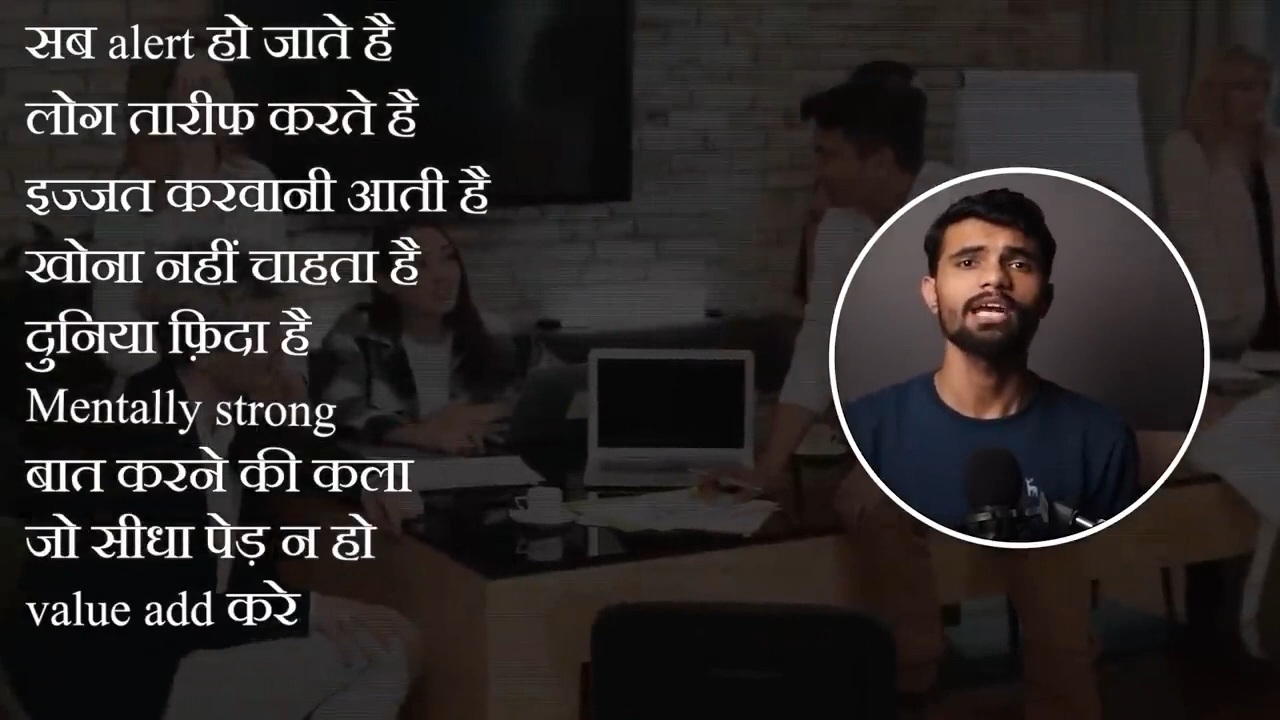 सब alert हो जाते है
लोग तारीफ करते है
इज्जत करवानी आती है
खोना नहीं चाहता है
दुनिया फ़िदा है
Mentally strong
बात करने की कला
जो सीधा पेड़ न हो
value add करे